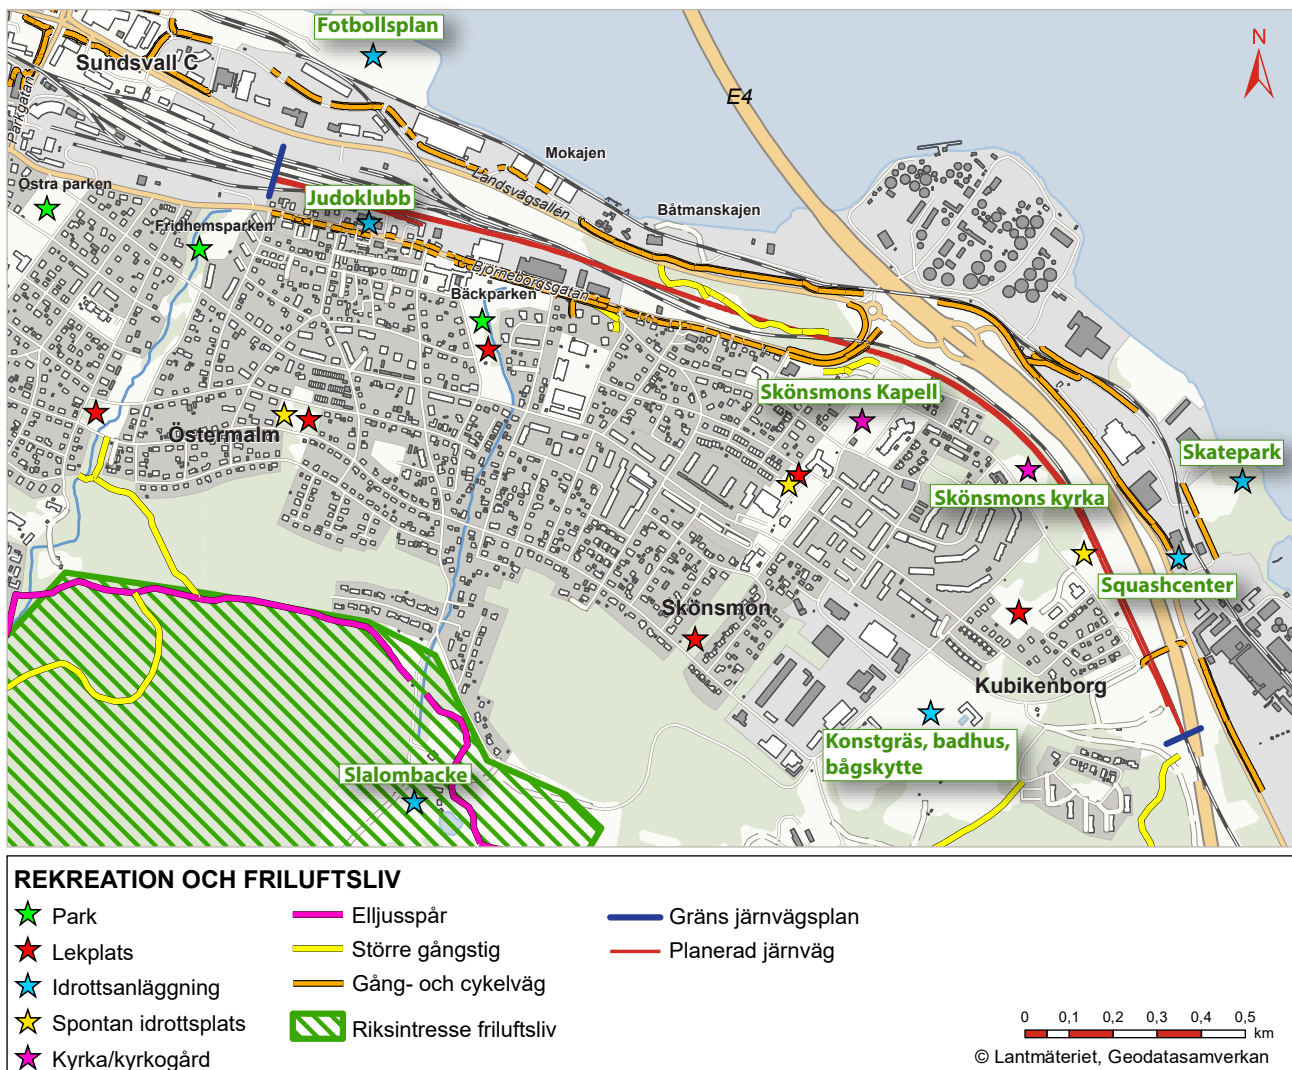 Fotbollsplan
Sundsvall C
N
E4
Parkgatan
Mokajen
Landsvägsallén
Östra parken
Judoklubb
Båtmanskajen
Fridhemsparken
Björneborgsgatan
Bäckparken
Skönsmons Kapell
Östermalm
Skatepark
Skönsmons kyrka
Squashcenter
Skönsmon
Kubikenborg
Konstgräs, badhus,
bågskytte
Slalombacke
REKREATION OCH FRILUFTSLIV
Park
Lekplats
Idrottsanläggning
Spontan idrottsplats
Kyrka/kyrkogård
Elljusspår
Större gångstig
Gång- och cykelväg
Riksintresse friluftsliv
Gräns järnvägsplan
Planerad järnväg
0 0,1 0,2 0,3 0,4 0,5
km
© Lantmäteriet, Geodatasamverkan